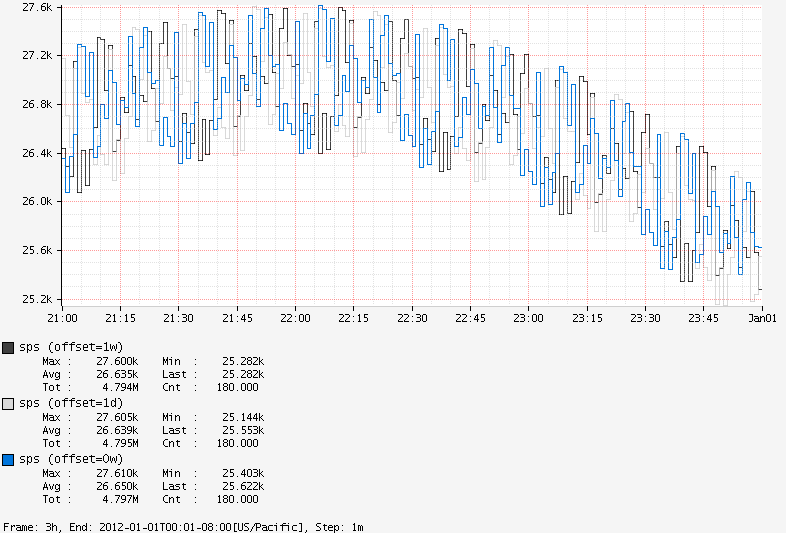 27.6k
27.2k
26.8k
26.4k
26.0k
25.6k
25.2k
21:00 21:15 21:30 21:45 22:00 22:15 22:30 22:45 23:00 23:15 23:30 23:45 Jan01
sps (offset=1w)
Max : 27.600k Min : 25.282k
Avg : 26.635k Last : 25.282k
Tot : 4.794M Cnt : 180.000
sps (offset=1d)
Max : 27.605k Min : 25.144k
Avg : 26.639k Last : 25.553k
Tot : 4.795M Cnt : 180.000
sps (offset=0w)
Max : 27.610k Min : 25.403k
Avg : 26.650k Last : 25.622k
Tot : 4.797M Cnt : 180.000
Frame: 3h, End: 2012-01-01T00:01-08:00[US/Pacific], Step: 1m